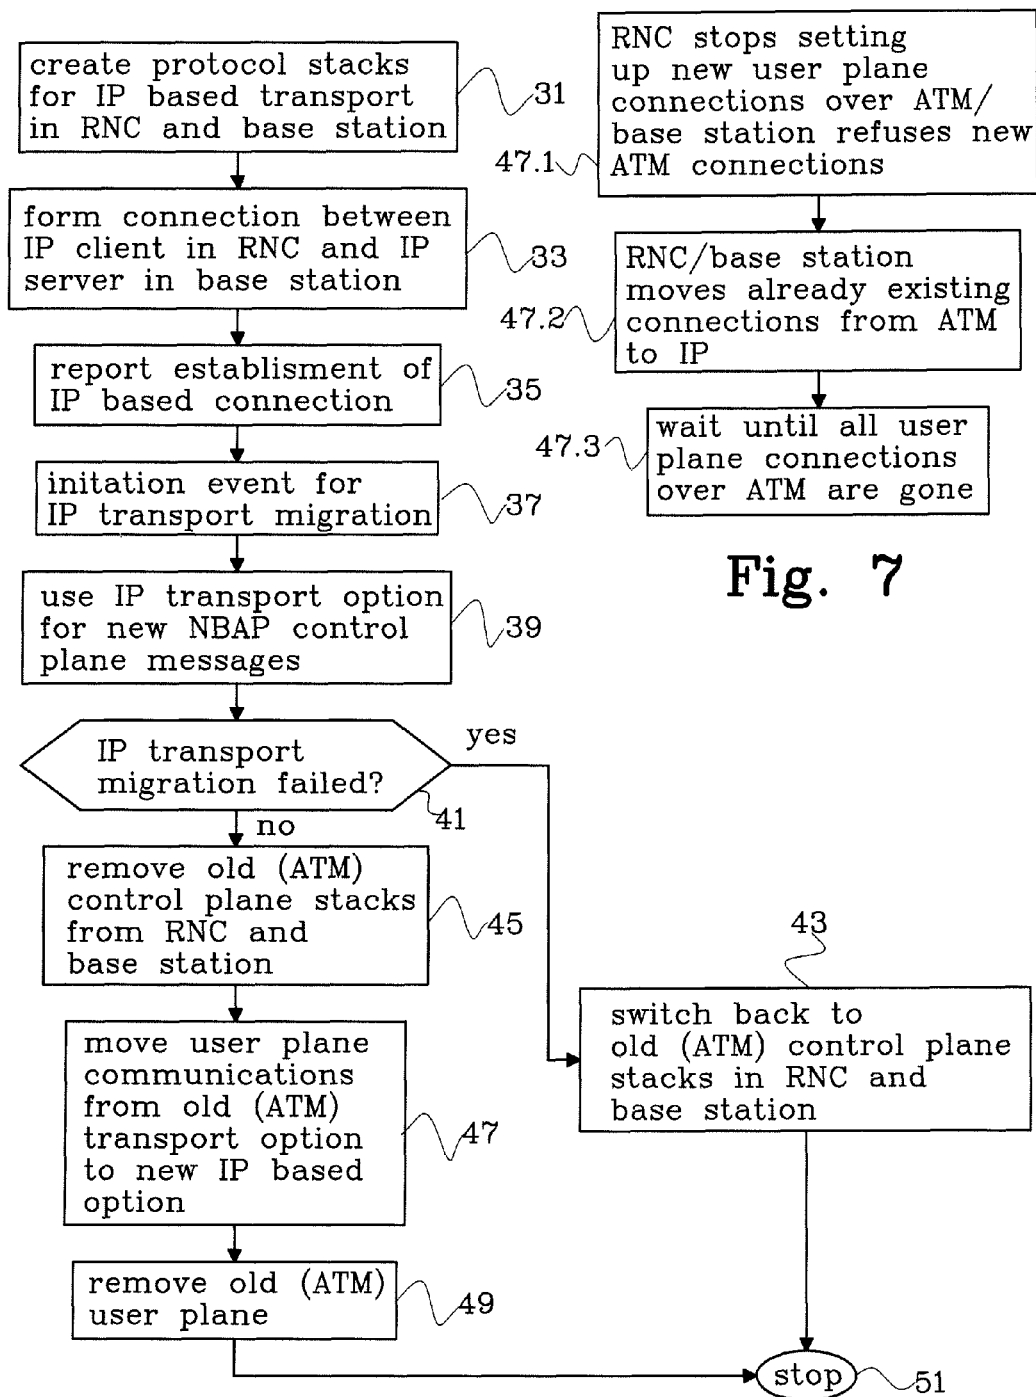 create protocol stacks
for IP based transport
in RNC and base station
31
form connection between
IP client in RNC and IP
server in base station
33
report establisment of
IP based connection
35
initation event for
IP transport migration
37
use IP transport option
for new NBAP control
plane messages
39
IP transport
migration failed?
41
yes
no
remove old (ATM)
control plane stacks
from RNC and
base station
45
move user plane
communications
from old (ATM)
transport option
to new IP based
option
47
remove old (ATM)
user plane
49
43
switch back to
old (ATM) control plane
stacks in RNC and
base station
stop
51
RNC stops setting
up new user plane
connections over ATM/
base station refuses new
ATM connections
47.1
RNC/base station
moves already existing
connections from ATM
to IP
47.2
wait until all user
plane connections
over ATM are gone
47.3
Fig. 7